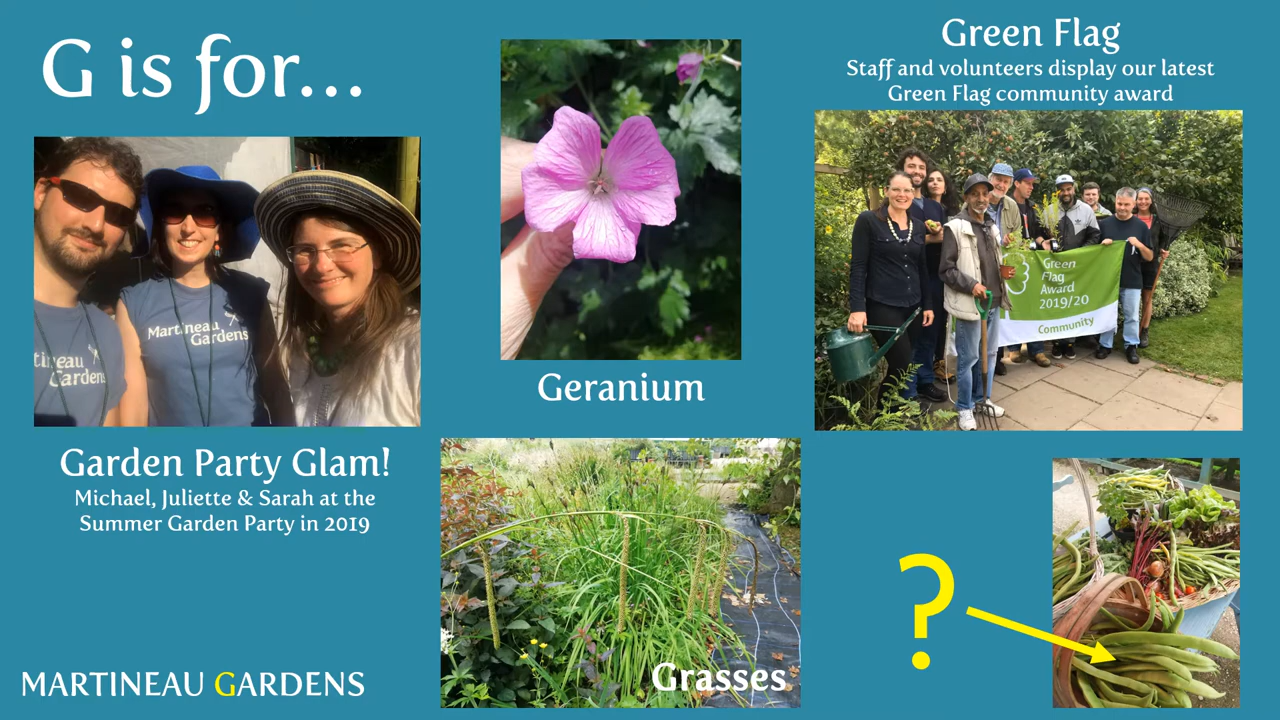 G is for...
Green Flag
Staff and volunteers display our latest
Green Flag community award
Martineau
Gardens
Gardens
Green
Flag
Award
2019/20
Community
Geranium
Garden Party Glam!
Michael, Juliette & Sarah at the
Summer Garden Party in 2019
?
Grasses
MARTINEAU GARDENS